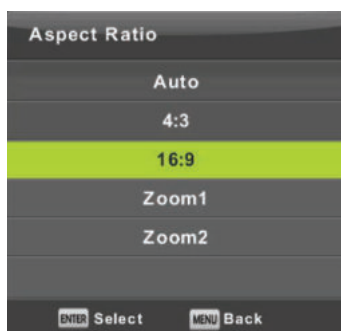 Aspect Ratio
Auto
4:3
16:9
Zoom1
Zoom2
ENTER Select MENU Back